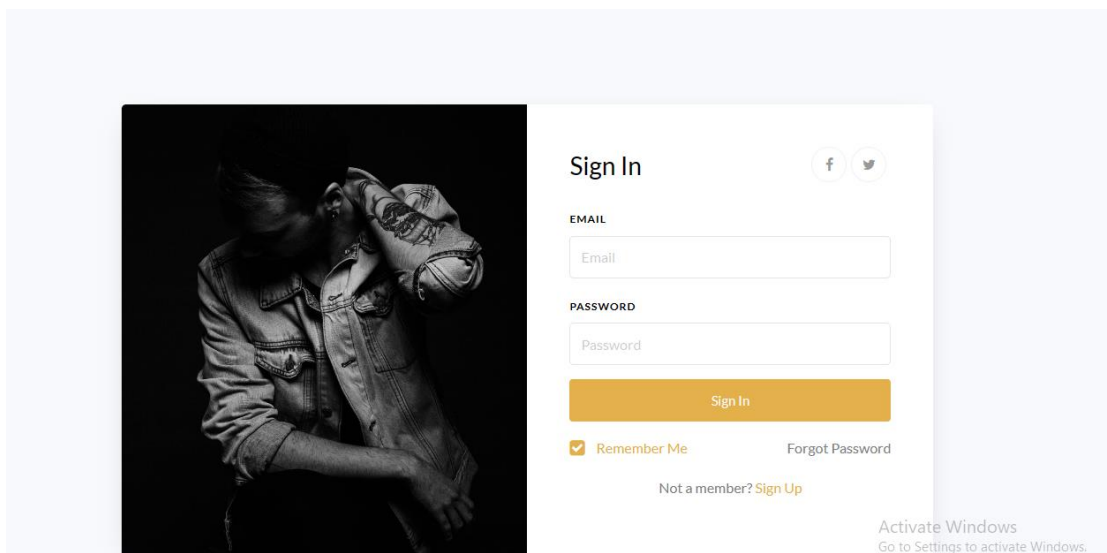 Sign In
EMAIL
Email
PASSWORD
Password
Sign In
Remember Me
Forgot Password
Not a member? Sign Up
Activate Windows
Go to Settings to activate Windows.